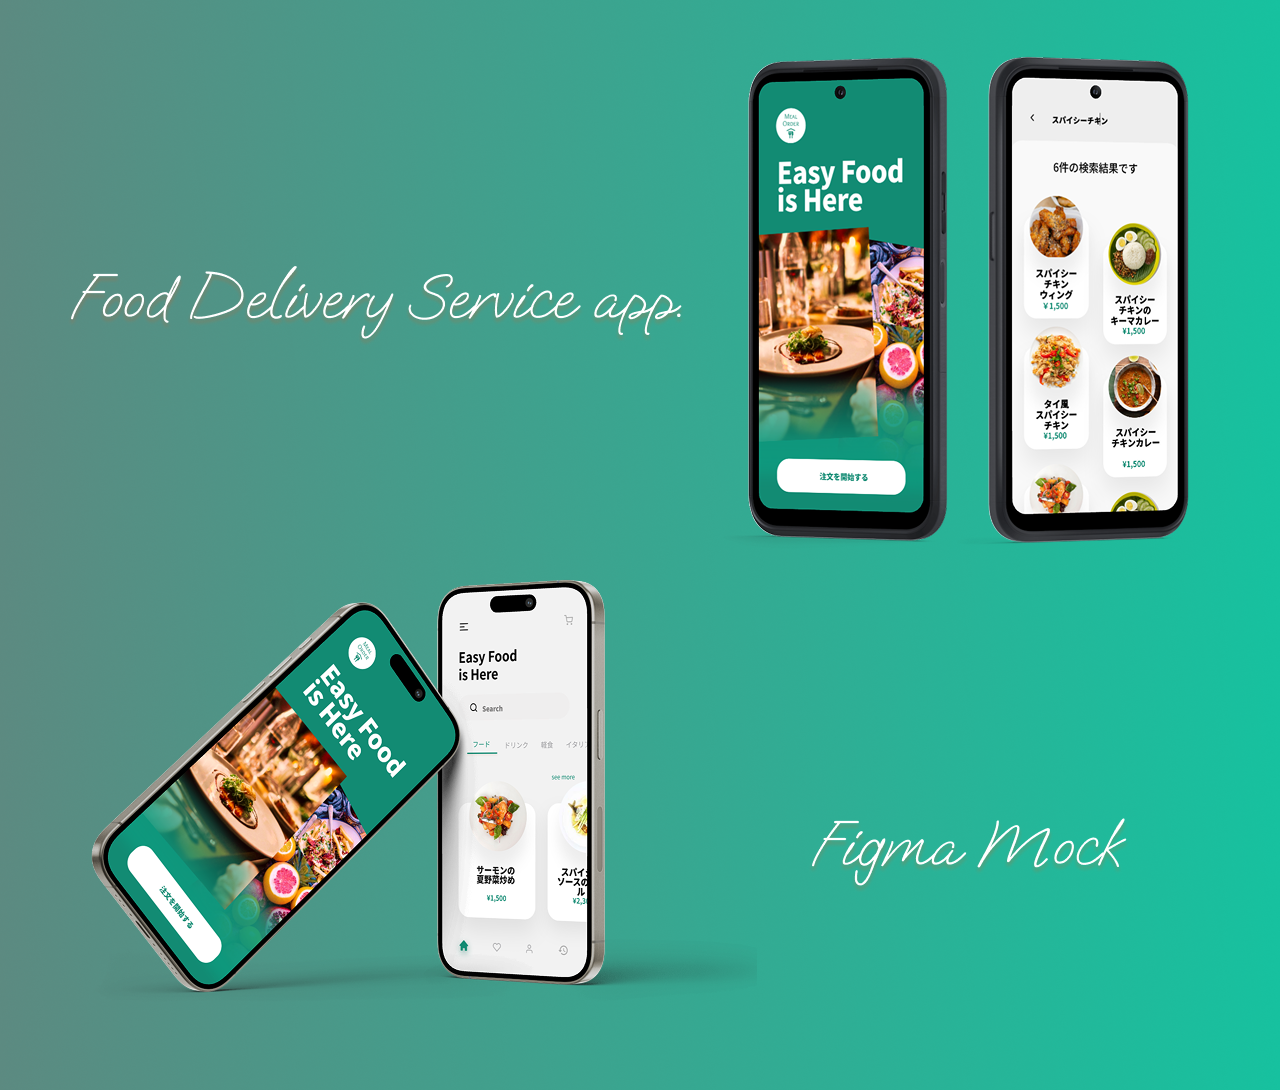 Food Delivery Service app.
MEAL
ORDER
Easy Food
is Here
注文を開始する
スパイシーチキン
6件の検索結果です
スパイシー
チキン
ウィング
¥1,500
スパイシー
チキンの
キーマカレー
¥1,500
タイ風
スパイシー
チキン
¥1,500
スパイシー
チキンカレー
¥1,500
MEAL
ORDER
Easy Food
is Here
注文を開始する
Easy Food
is Here
Search
フード ドリンク 軽食 イタリア
see more
サーモンの
夏野菜炒め
¥1,500
スパイシ
ソースの
ル
¥2,3
Figma Mock